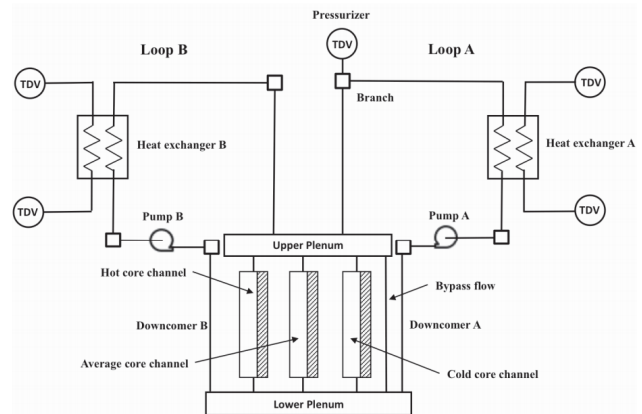 Pressurizer
TDV
Loop B
Loop A
TDV
TDV
Branch
Heat exchanger B
Heat exchanger A
TDV
TDV
Pump B
Pump A
Upper Plenum
Hot core channel
Bypass flow
Downcomer B
Downcomer A
Average core channel
Cold core channel
Lower Plenum